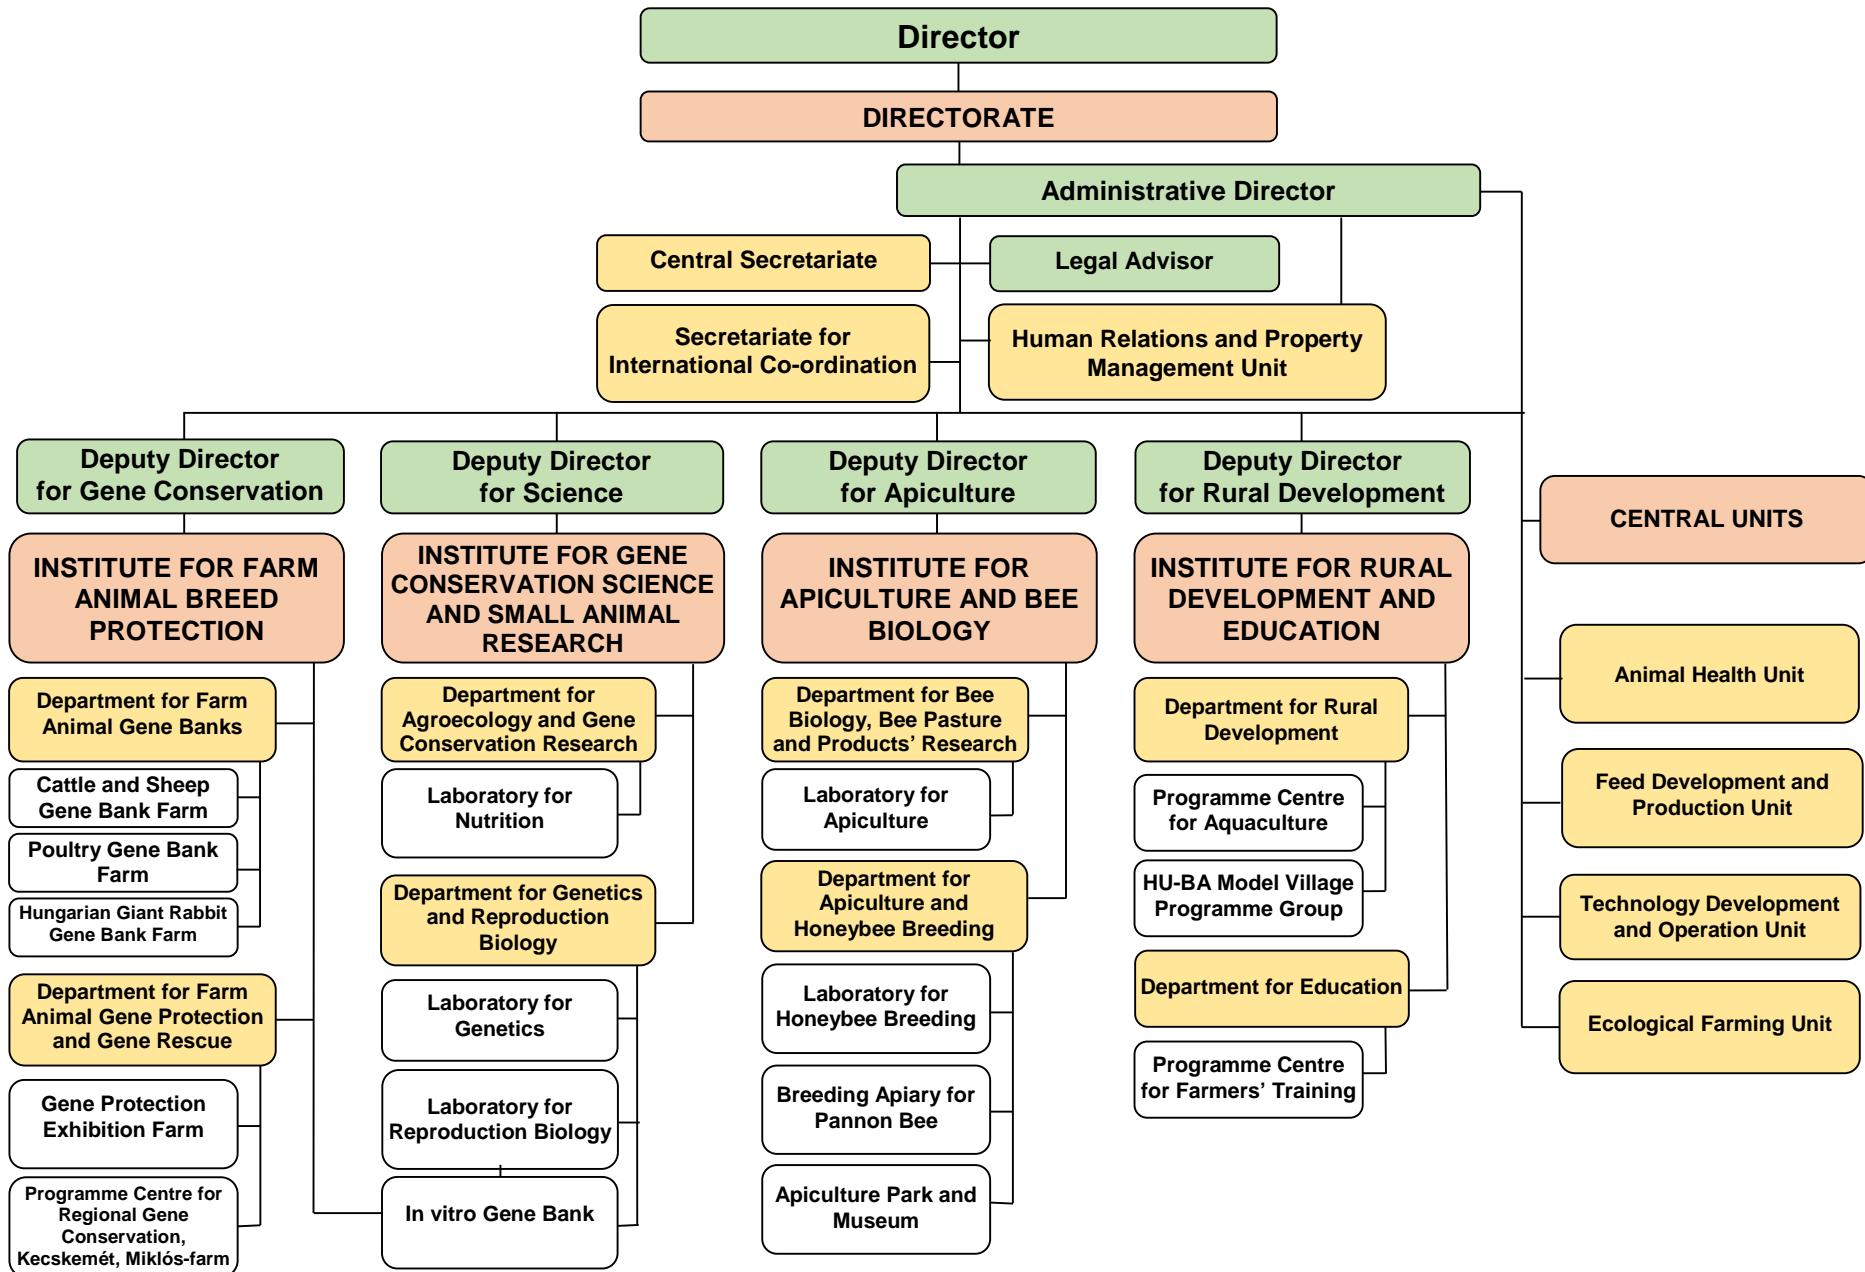 Director
DIRECTORATE
Administrative Director
Central Secretariate
Legal Advisor
Secretariate for
International Co-ordination
Human Relations and Property
Management Unit
Deputy Director
for Gene Conservation
Deputy Director
for Science
Deputy Director
for Apiculture
Deputy Director
for Rural Development
CENTRAL UNITS
INSTITUTE FOR FARM
ANIMAL BREED
PROTECTION
INSTITUTE FOR GENE
CONSERVATION SCIENCE
AND SMALL ANIMAL
RESEARCH
INSTITUTE FOR
APICULTURE AND BEE
BIOLOGY
INSTITUTE FOR RURAL
DEVELOPMENT AND
EDUCATION
Department for Farm
Animal Gene Banks
Cattle and Sheep
Gene Bank Farm
Poultry Gene Bank
Farm
Hungarian Giant Rabbit
Gene Bank Farm
Department for Farm
Animal Gene Protection
and Gene Rescue
Gene Protection
Exhibition Farm
Programme Centre for
Regional Gene
Conservation,
Kecskemét, Miklós-farm
Department for
Agroecology and Gene
Conservation Research
Laboratory for
Nutrition
Department for Genetics
and Reproduction
Biology
Laboratory for
Genetics
Laboratory for
Reproduction Biology
In vitro Gene Bank
Department for Bee
Biology, Bee Pasture
and Products’ Research
Laboratory for
Apiculture
Department for
Apiculture and
Honeybee Breeding
Laboratory for
Honeybee Breeding
Breeding Apiary for
Pannon Bee
Apiculture Park and
Museum
Department for Rural
Development
Programme Centre
for Aquaculture
HU-BA Model Village
Programme Group
Department for Education
Programme Centre
for Farmers’ Training
Animal Health Unit
Feed Development and
Production Unit
Technology Development
and Operation Unit
Ecological Farming Unit